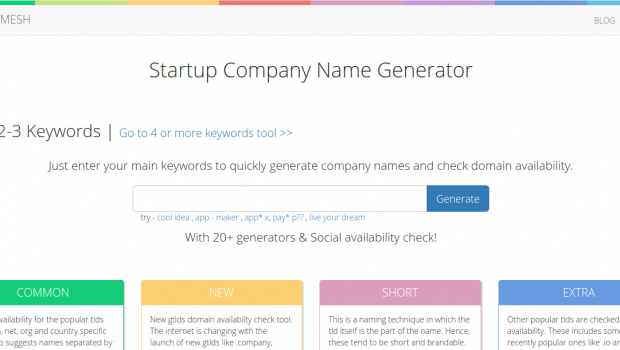 MESH
BLOG
Startup Company Name Generator
2-3 Keywords | Go to 4 or more keywords tool >>
Just enter your main keywords to quickly generate company names and check domain availability.
Generate
try - cool idea , app - maker , app* x, pay* p?? , live your dream
With 20+ generators & Social availability check!
COMMON
NEW
SHORT
EXTRA
availability for the popular tlds
, net, org and country specific
o suggests names separated by
New gtlds domain availabilty check tool.
The internet is changing with the
launch of new gtlds like .company,
This is a naming technique in which the
tld itself is the part of the name. Hence,
these tend to be short and brandable.
Other popular tlds are checked
availability. These includes some
recently popular ones like .io an